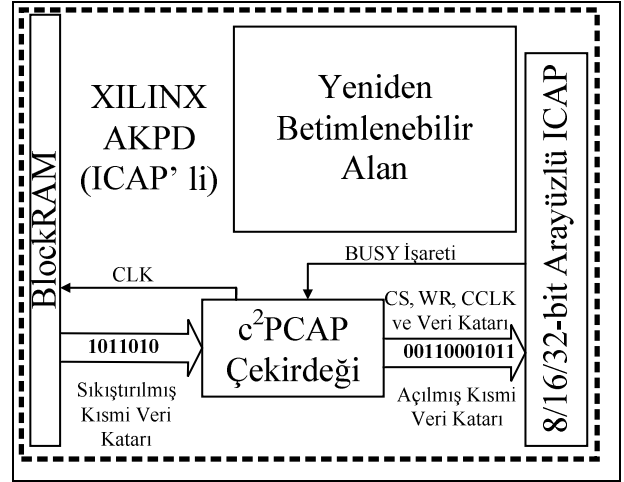 XILINX
AKPD
(ICAP' li)
Yeniden
Betimlenebilir
Alan
BlockRAM
8/16/32-bit Arayüzlü ICAP
BUSY İşareti
CLK
CS, WR, CCLK
ve Veri Katarı
c²PCAP
Çekirdeği
1011010
00110001011
Sıkıştırılmış
Kısmi Veri
Katarı
Açılmış Kısmi
Veri Katarı